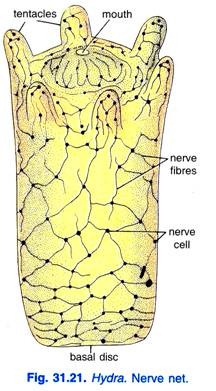 tentacles
mouth
nerve
fibres
nerve
cell
basal disc
Fig. 31.21. Hydra. Nerve net.